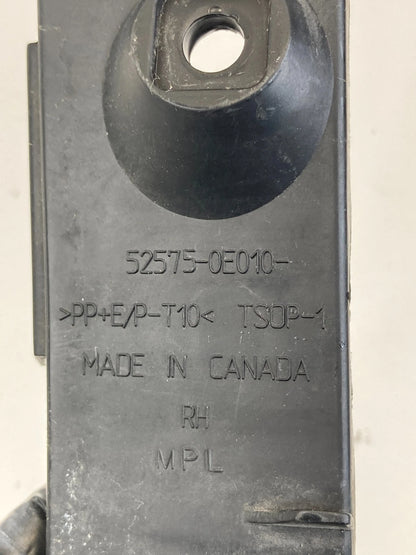 52575-0E010-
>PP+E/P-T10< TSOP-1
MADE IN CANADA
RH
MPL